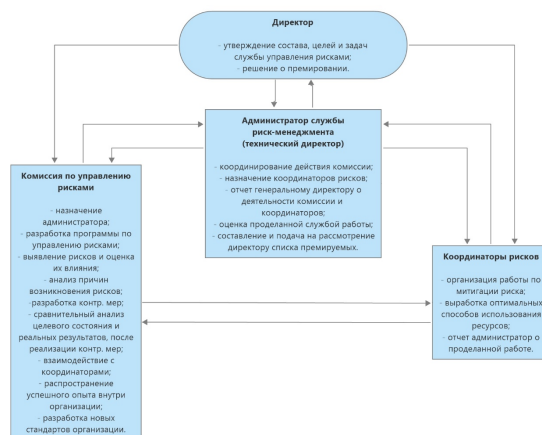 Директор
- утверждение состава, целей и задач
службы управления рисками;
- решение о премировании.
Администратор службы
риск-менеджмента
(технический директор)
- координирование действия комиссии;
- назначение координаторов рисков;
- отчет генеральному директору о
деятельности комиссии и
координаторов;
- оценка проделанной службой работы;
- составление и подача на рассмотрение
директору списка премируемых.
Комиссия по управлению
рисками
- назначение
администратора;
- разработка программы по
управлению рисками;
- выявление рисков и оценка
их влияния;
- анализ причин
возникновения рисков;
-разработка контр. мер;
- сравнительный анализ
целевого состояния и
реальных результатов, после
реализации контр. мер;
- взаимодействие с
координаторами;
- распространение
успешного опыта внутри
организации;
- разработка новых
стандартов организации.
Координаторы рисков
- организация работы по
митигации риска;
- выработка оптимальных
способов использования
ресурсов;
- отчет администратор о
проделанной работе.